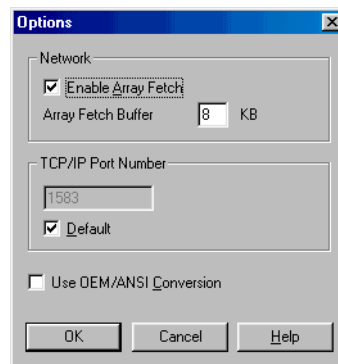 Options
Network
Enable Array Fetch
Array Fetch Buffer 8 KB
TCP/IP Port Number
1583
Default
Use OEM/ANSI Conversion
OK Cancel Help